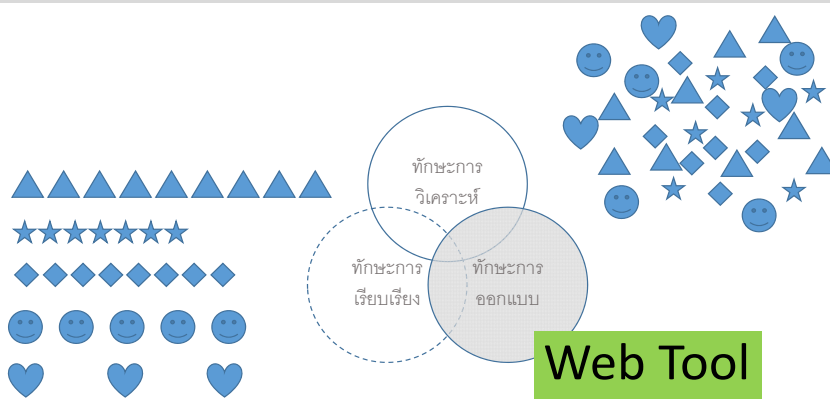 ทักษะการ
วิเคราะห์
ทักษะการ
เรียบเรียง
ทักษะการ
ออกแบบ
Web Tool